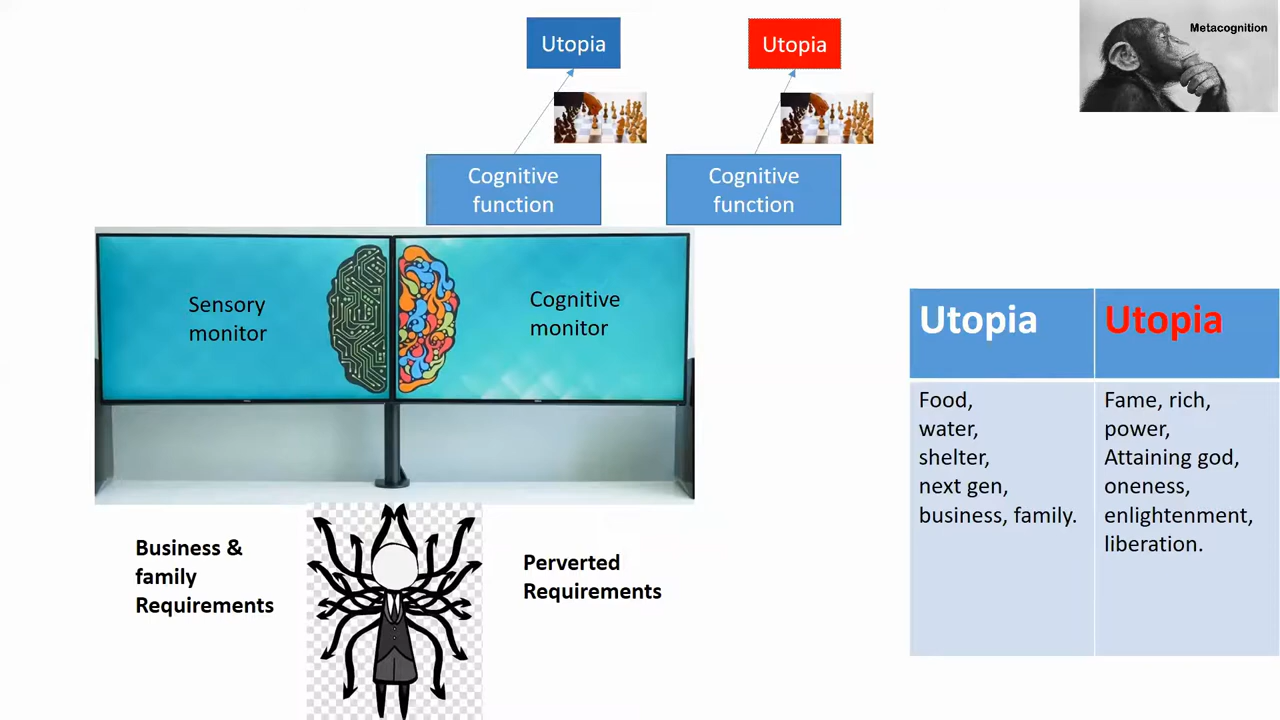 Utopia
Utopia
Metacognition
Cognitive
function
Cognitive
function
Sensory
monitor
Cognitive
monitor
Utopia
Utopia
Food,
water,
shelter,
next gen,
business, family.
Fame, rich,
power,
Attaining god,
oneness,
enlightenment,
liberation.
Business &
family
Requirements
Perverted
Requirements